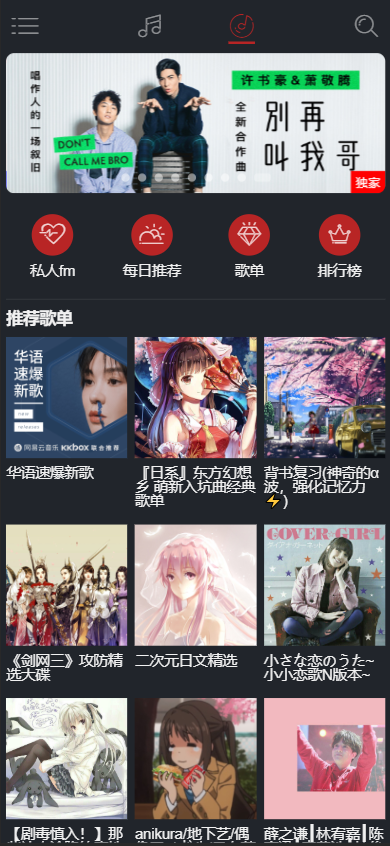 唱作人的一场叙旧
DON'T
CALL ME BRO
许书豪&萧敬腾
全新合作曲
别再
叫我哥
独家
私人fm
每日推荐
歌单
排行榜
推荐歌单
华语
速爆
新歌
网易云音乐 KKBOX 联合推荐
华语速爆新歌
『日系』东方幻想
乡 萌新入坑曲经典
歌单
背书复习(神奇的α
波，强化记忆力
⚡)
COVER GIRL
《剑网三》攻防精
选大碟
二次元日文精选
小さな恋のうた~
小小恋歌N版本~
【剧毒慎入！】那
anikura/地下艺/偶
薛之谦|林宥嘉|陈